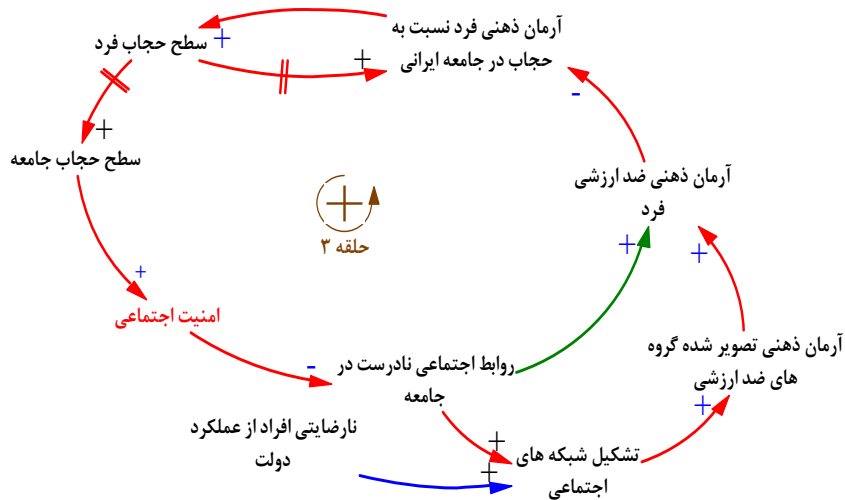 آرمان ذهنی فرد نسبت به
حجاب در جامعه ایرانی
+
سطح حجاب فرد
+
+
سطح حجاب جامعه
-
آرمان ذهنی ضد ارزشی
فرد
+
حلقه ۳
+
+
+
امنیت اجتماعی
-
روابط اجتماعی نادرست در
جامعه
آرمان ذهنی تصویر شده گروه
های ضد ارزشی
+
نارضایتی افراد از عملکرد
دولت
+
+
تشکیل شبکه های
اجتماعی